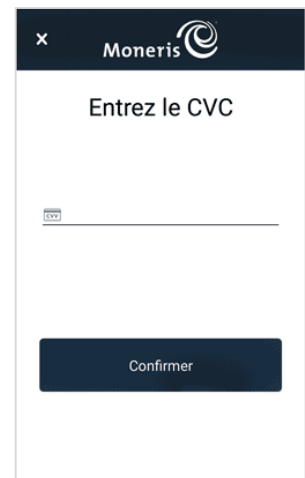 ×
Moneris
Entrez le CVC
CVV
Confirmer